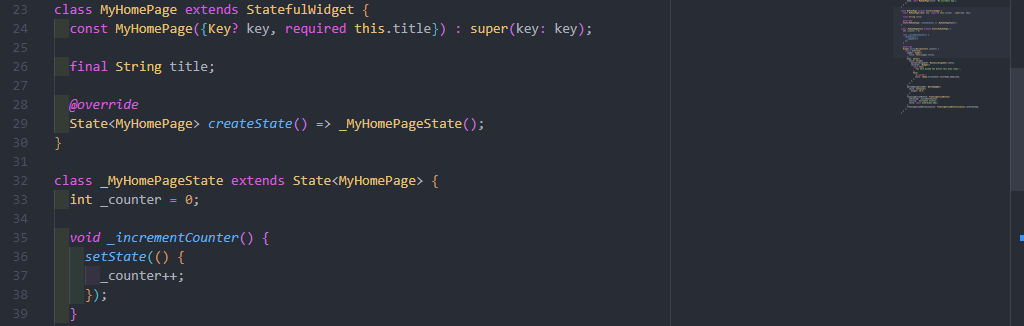 23 class MyHomePage extends StatefulWidget {
24 const MyHomePage({Key? key, required this.title}) : super(key: key);
25
26 final String title;
27
28 @override
29 State<MyHomePage> createState() => _MyHomePageState();
30 }
31
32 class _MyHomePageState extends State<MyHomePage> {
33 int _counter = 0;
34
35 void _incrementCounter() {
36 setState(() {
37 _counter++;
38 });
39 }